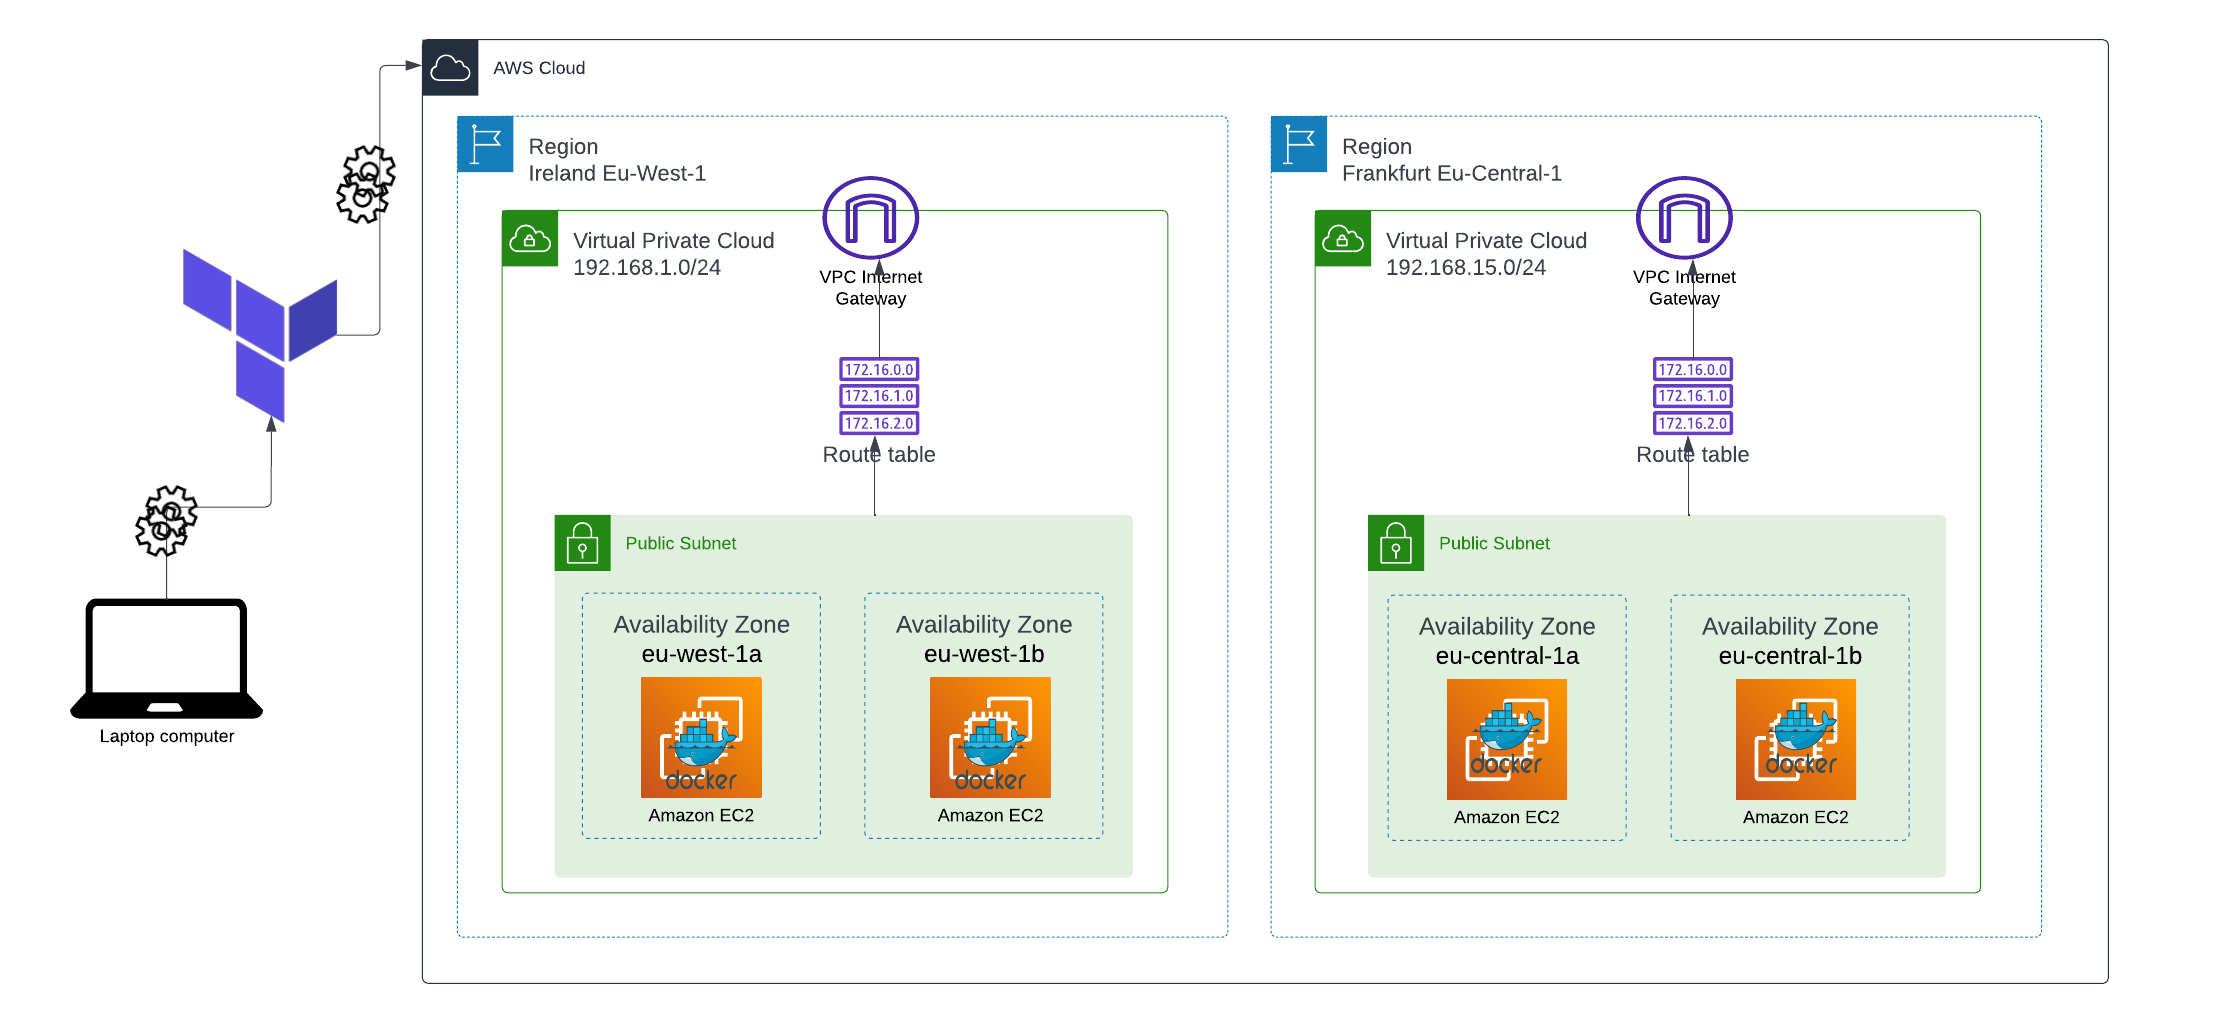 AWS Cloud
Region
Ireland Eu-West-1
Virtual Private Cloud
192.168.1.0/24
VPC Internet
Gateway
172.16.0.0
172.16.1.0
172.16.2.0
Route table
Public Subnet
Availability Zone
eu-west-1a
docker
Amazon EC2
Availability Zone
eu-west-1b
docker
Amazon EC2
Region
Frankfurt Eu-Central-1
Virtual Private Cloud
192.168.15.0/24
VPC Internet
Gateway
172.16.0.0
172.16.1.0
172.16.2.0
Route table
Public Subnet
Availability Zone
eu-central-1a
docker
Amazon EC2
Availability Zone
eu-central-1b
docker
Amazon EC2
Laptop computer